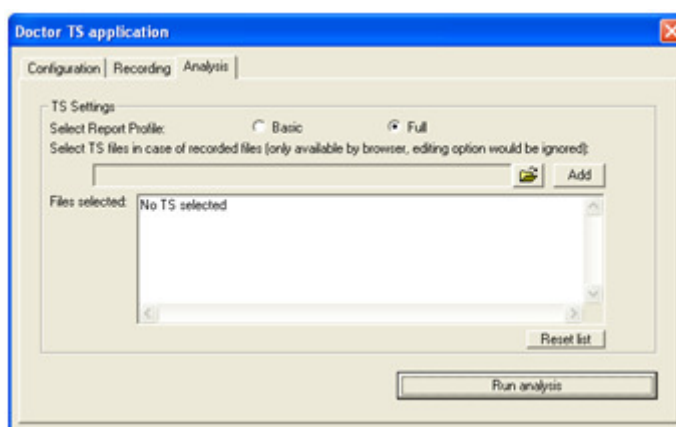 Doctor TS application
Configuration Recording Analysis
TS Settings
Select Report Profile: Basic Full
Select TS files in case of recorded files (only available by browser, editing option would be ignored):
Add
Files selected: No TS selected
Reset list
Run analysis